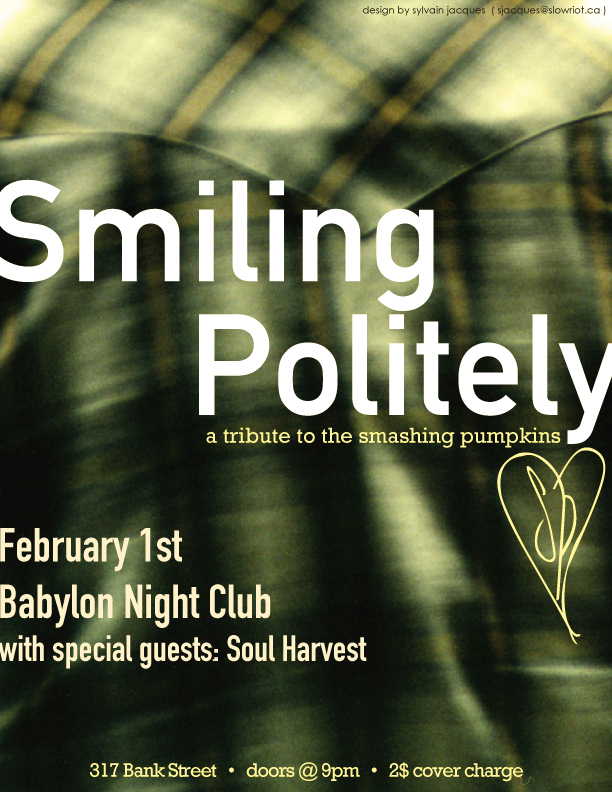 design by sylvain jacques ( sjacques@slowriot.ca )
Smiling
Politely
a tribute to the smashing pumpkins
February 1st
Babylon Night Club
with special guests: Soul Harvest
317 Bank Street • doors @ 9pm • 2$ cover charge